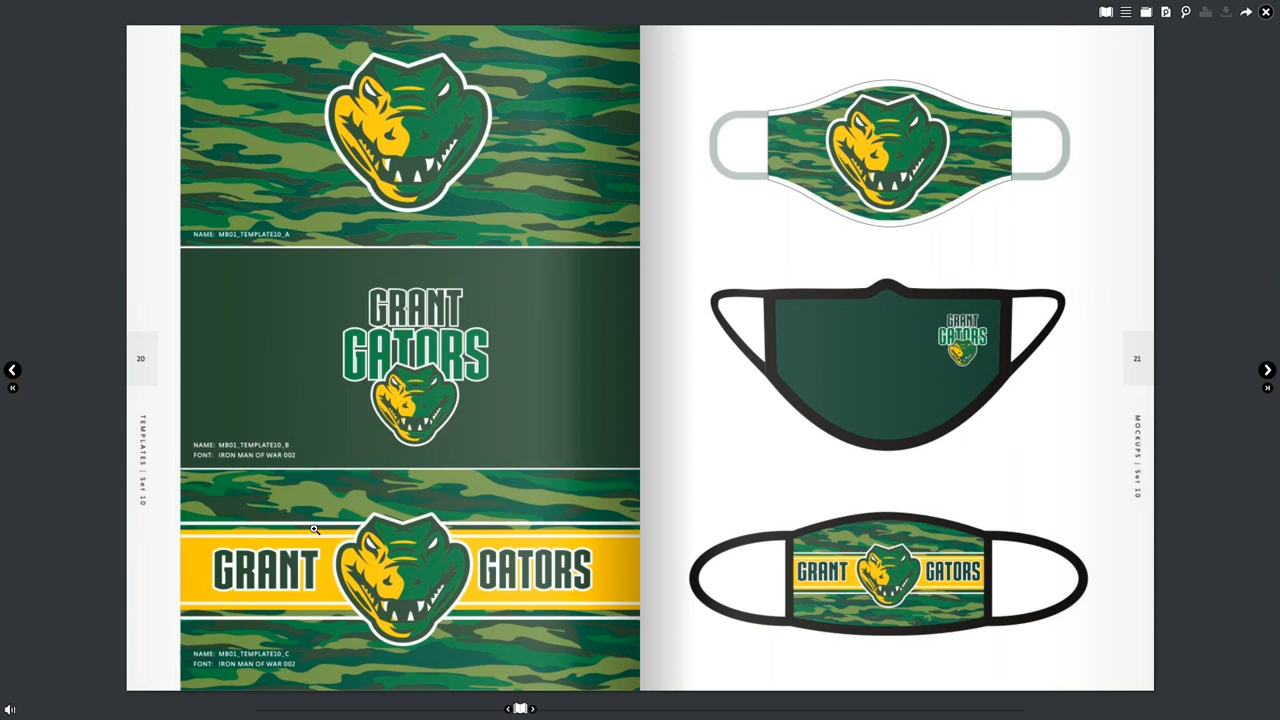 NAME: MB01_TEMPLATE10_A
GRANT
GATORS
NAME: MB01_TEMPLATE10_B
FONT: IRON MAN OF WAR 002
GRANT GATORS
NAME: MB01_TEMPLATE10_C
FONT: IRON MAN OF WAR 002
20
TEMPLATES | Set 10
GRANT
GATORS
GRANT GATORS
21
MOCKUPS | Set 10